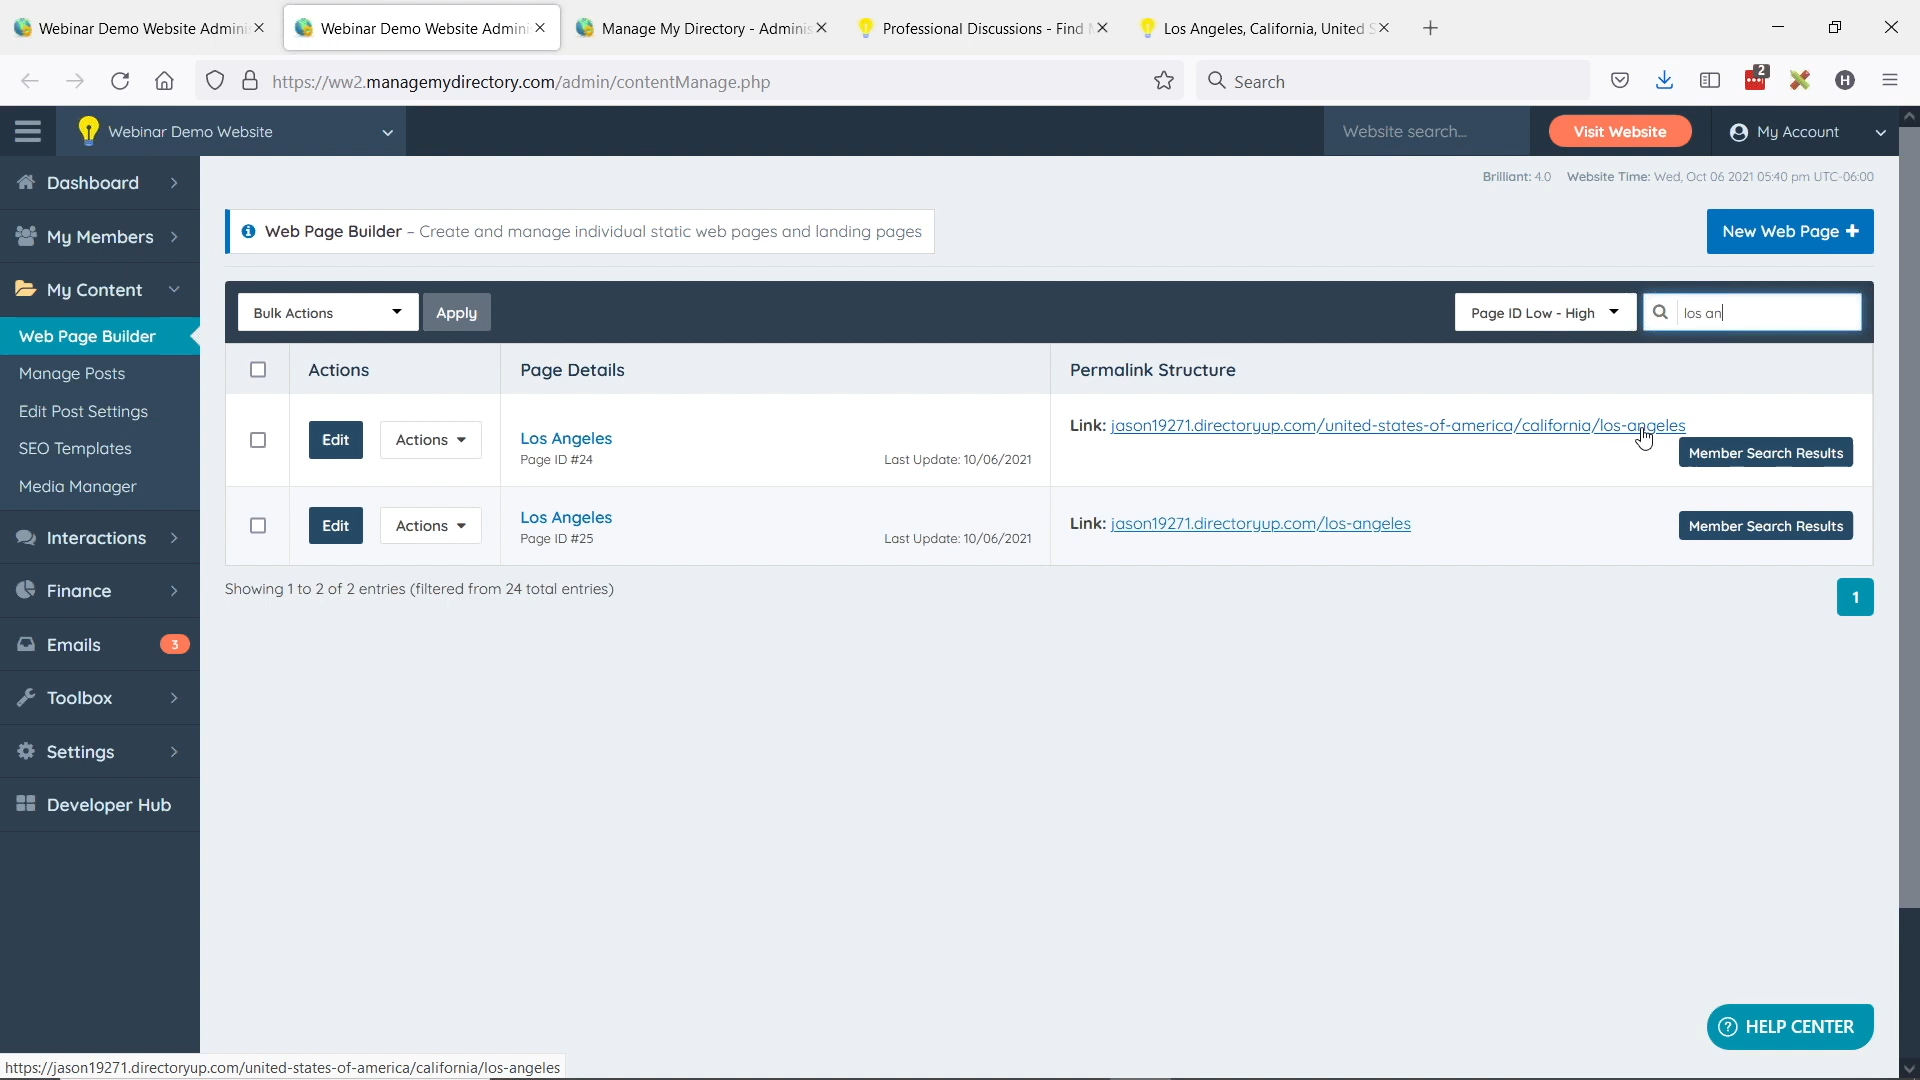 Webinar Demo Website Admini
Webinar Demo Website Admini
Manage My Directory - Adminis
Professional Discussions - Find
Los Angeles, California, United
https://ww2.managemydirectory.com/admin/contentManage.php
Search
2
H
Webinar Demo Website
Website search...
Visit Website
My Account
Dashboard
Brilliant: 4.0 Website Time: Wed, Oct 06 2021 05:40 pm UTC-06:00
My Members
Web Page Builder – Create and manage individual static web pages and landing pages
New Web Page
My Content
Bulk Actions
Apply
Page ID Low - High
los an
Web Page Builder
Manage Posts
Edit Post Settings
SEO Templates
Media Manager
Actions
Page Details
Permalink Structure
Edit
Actions
Los Angeles
Page ID #24
Last Update: 10/06/2021
Link: jason19271.directoryup.com/united-states-of-america/california/los-angeles
Member Search Results
Edit
Actions
Los Angeles
Page ID #25
Last Update: 10/06/2021
Link: jason19271.directoryup.com/los-angeles
Member Search Results
Interactions
Showing 1 to 2 of 2 entries (filtered from 24 total entries)
1
Finance
Emails
3
Toolbox
Settings
Developer Hub
HELP CENTER
https://jason19271.directoryup.com/united-states-of-america/california/los-angeles